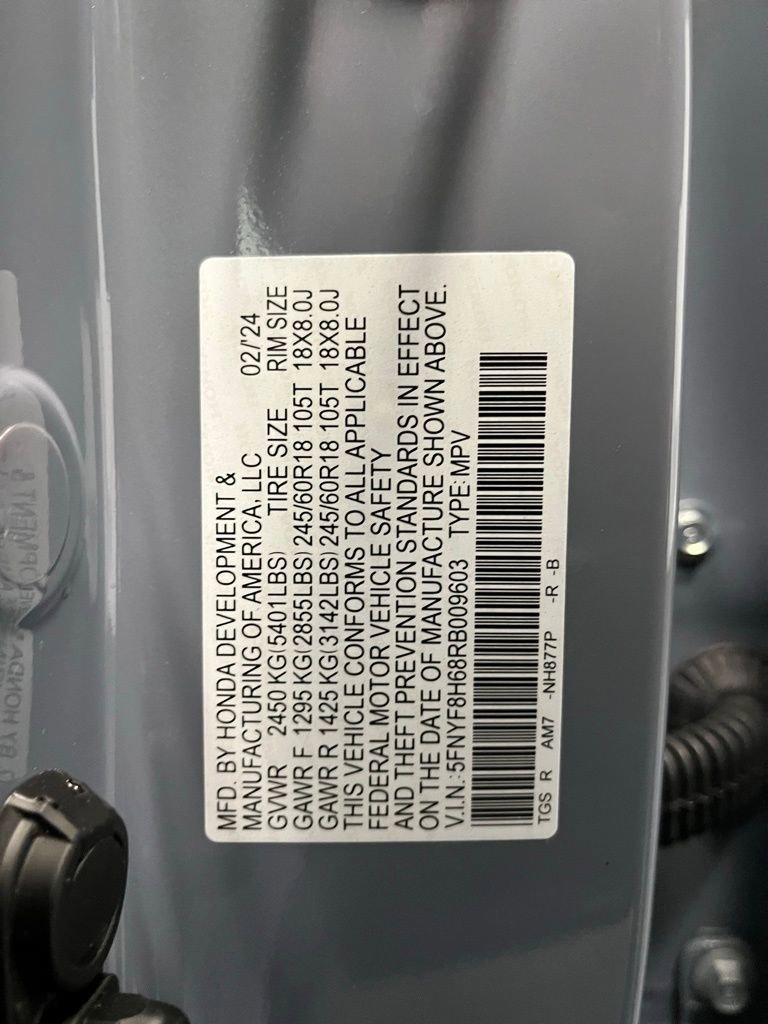 MFD. BY HONDA DEVELOPMENT &
MANUFACTURING OF AMERICA, LLC 02/'24
GVWR 2450 KG(5401LBS) TIRE SIZE RIM SIZE
GAWR F 1295 KG(2855LBS) 245/60R18 105T 18X8.0J
GAWR R 1425 KG(3142LBS) 245/60R18 105T 18X8.0J
THIS VEHICLE CONFORMS TO ALL APPLICABLE
FEDERAL MOTOR VEHICLE SAFETY
AND THEFT PREVENTION STANDARDS IN EFFECT
ON THE DATE OF MANUFACTURE SHOWN ABOVE.
V.I.N.: 5FNYF8H68RB009603 TYPE: MPV
TGS R AM7 -NH877P -R -B